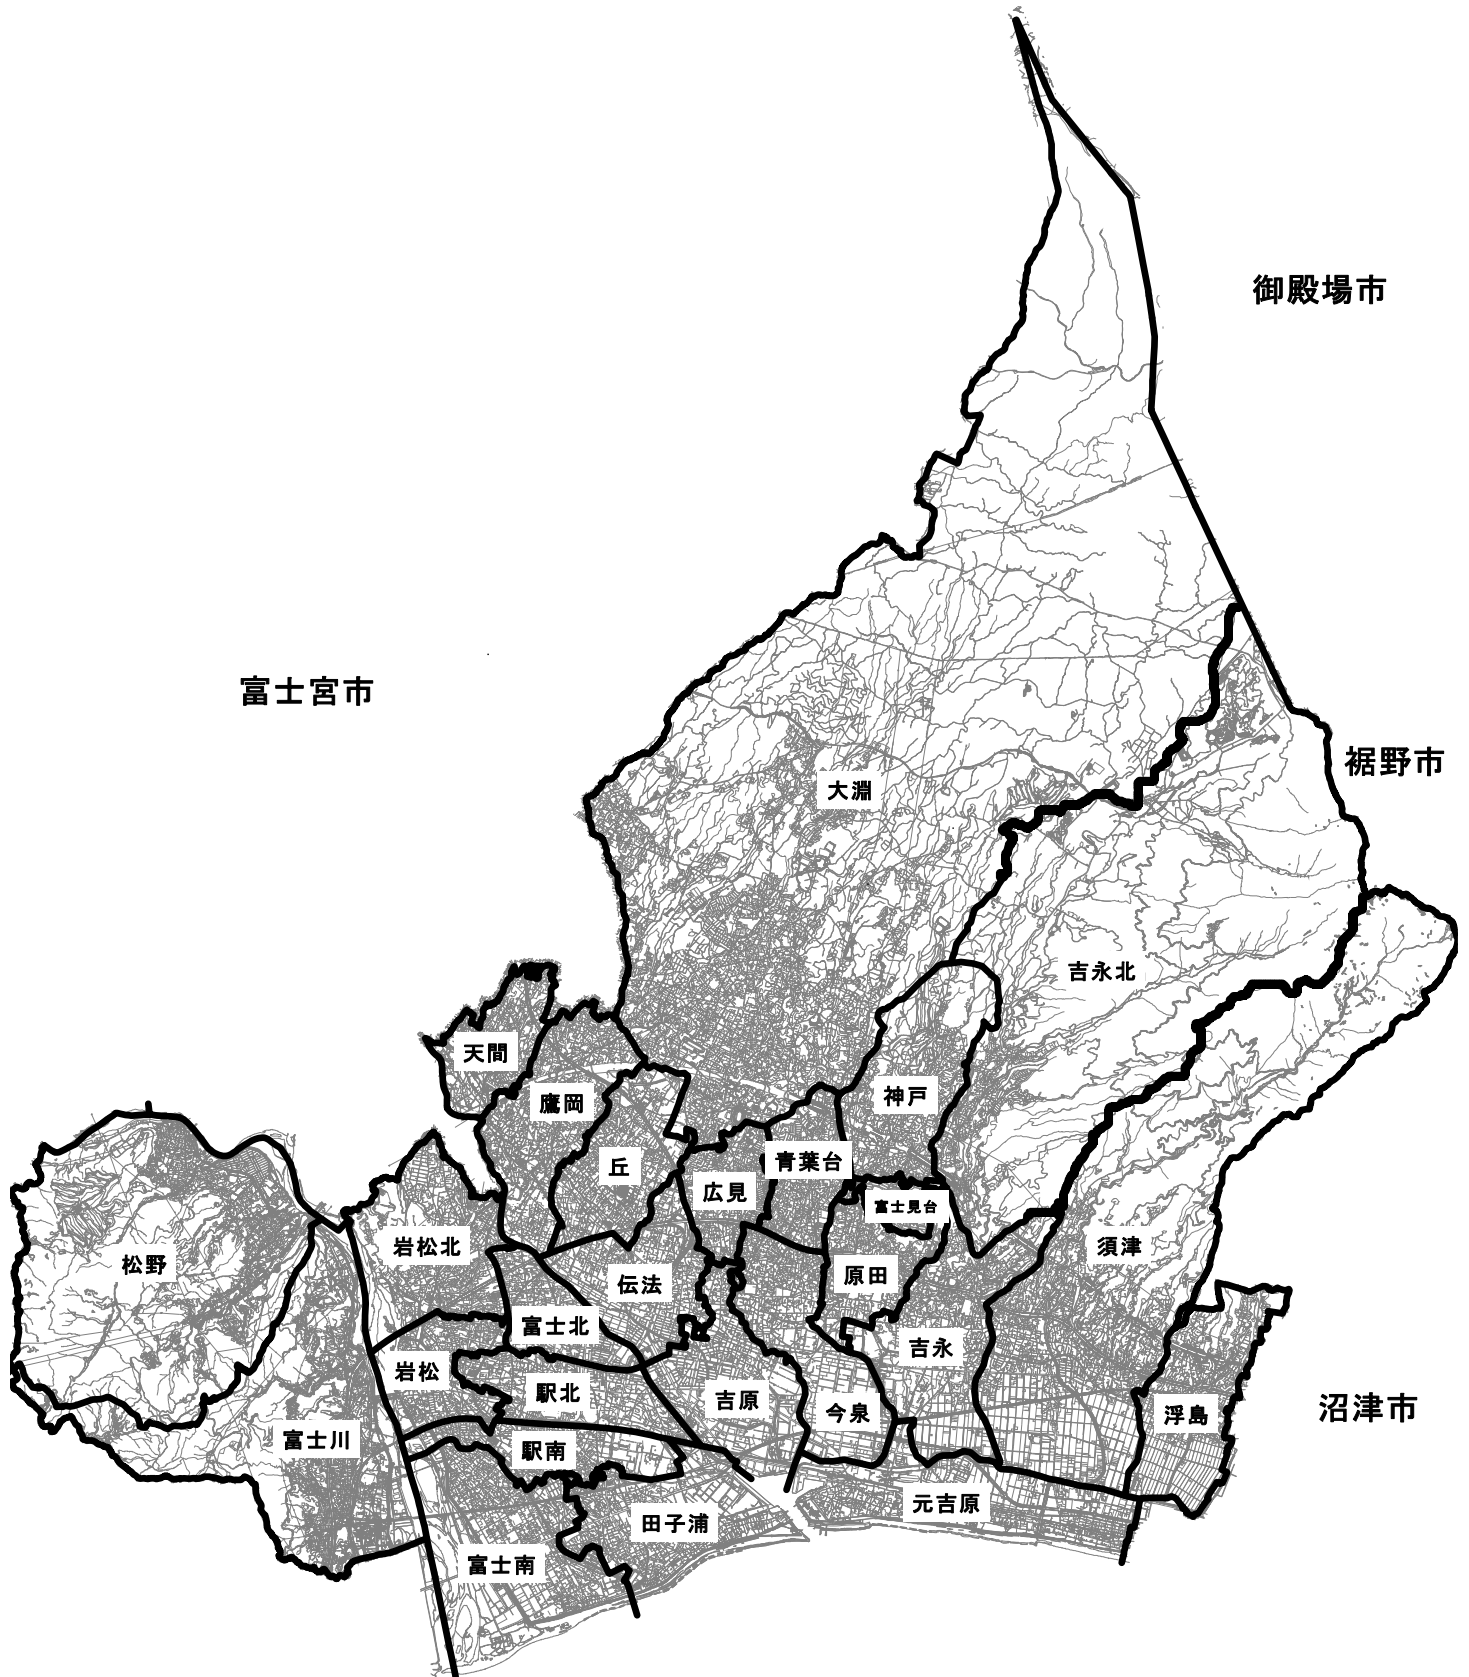 御殿場市
富士宮市
裾野市
大淵
吉永北
天間
鷹岡
神戸
丘
青葉台
広見
富士見台
須津
岩松北
松野
原田
伝法
富士北
吉永
岩松
駅北
吉原
今泉
浮島
沼津市
富士川
駅南
元吉原
田子浦
富士南